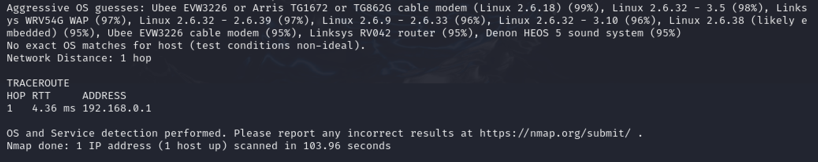 Aggressive OS guesses: Ubee EVW3226 or Arris TG1672 or TG862G cable modem (Linux 2.6.18) (99%), Linux 2.6.32 - 3.5 (98%), Links
ys WRV54G WAP (97%), Linux 2.6.32 - 2.6.39 (97%), Linux 2.6.9 - 2.6.33 (96%), Linux 2.6.32 - 3.10 (96%), Linux 2.6.38 (likely e
mbedded) (95%), Ubee EVW3226 cable modem (95%), Linksys RV042 router (95%), Denon HEOS 5 sound system (95%)
No exact OS matches for host (test conditions non-ideal).
Network Distance: 1 hop

TRACEROUTE
HOP RTT     ADDRESS
1   4.36 ms 192.168.0.1

OS and Service detection performed. Please report any incorrect results at https://nmap.org/submit/ .
Nmap done: 1 IP address (1 host up) scanned in 103.96 seconds